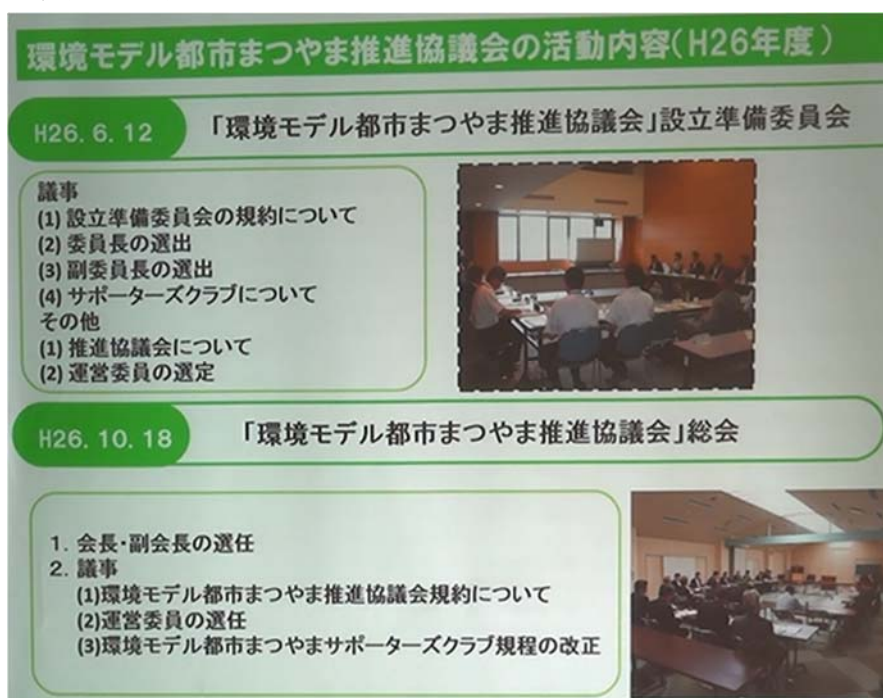 環境モデル都市まつやま推進協議会の活動内容(H26年度)
H26.6.12
「環境モデル都市まつやま推進協議会」設立準備委員会
議事
(1) 設立準備委員会の規約について
(2) 委員長の選出
(3) 副委員長の選出
(4) サポーターズクラブについて
その他
(1) 推進協議会について
(2) 運営委員の選定
H26.10.18
「環境モデル都市まつやま推進協議会」総会
1. 会長・副会長の選任
2. 議事
(1)環境モデル都市まつやま推進協議会規約について
(2)運営委員の選任
(3)環境モデル都市まつやまサポーターズクラブ規程の改正